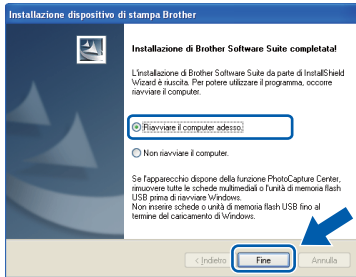 Installazione dispositivo di stampa Brother
Installazione di Brother Software Suite completata!
L'installazione di Brother Software Suite da parte di InstallShield
Wizard è riuscita. Per potere utilizzare il programma, occorre
riavviare il computer.
Riavviare il computer adesso.
Non riavviare il computer.
Se l'apparecchio dispone della funzione PhotoCapture Center,
rimuovere tutte le schede multimediali o l'unità di memoria flash
USB prima di riavviare Windows.
Non inserire schede o unità di memoria flash USB fino al
termine del caricamento di Windows.
< Indietro
Fine
Annulla